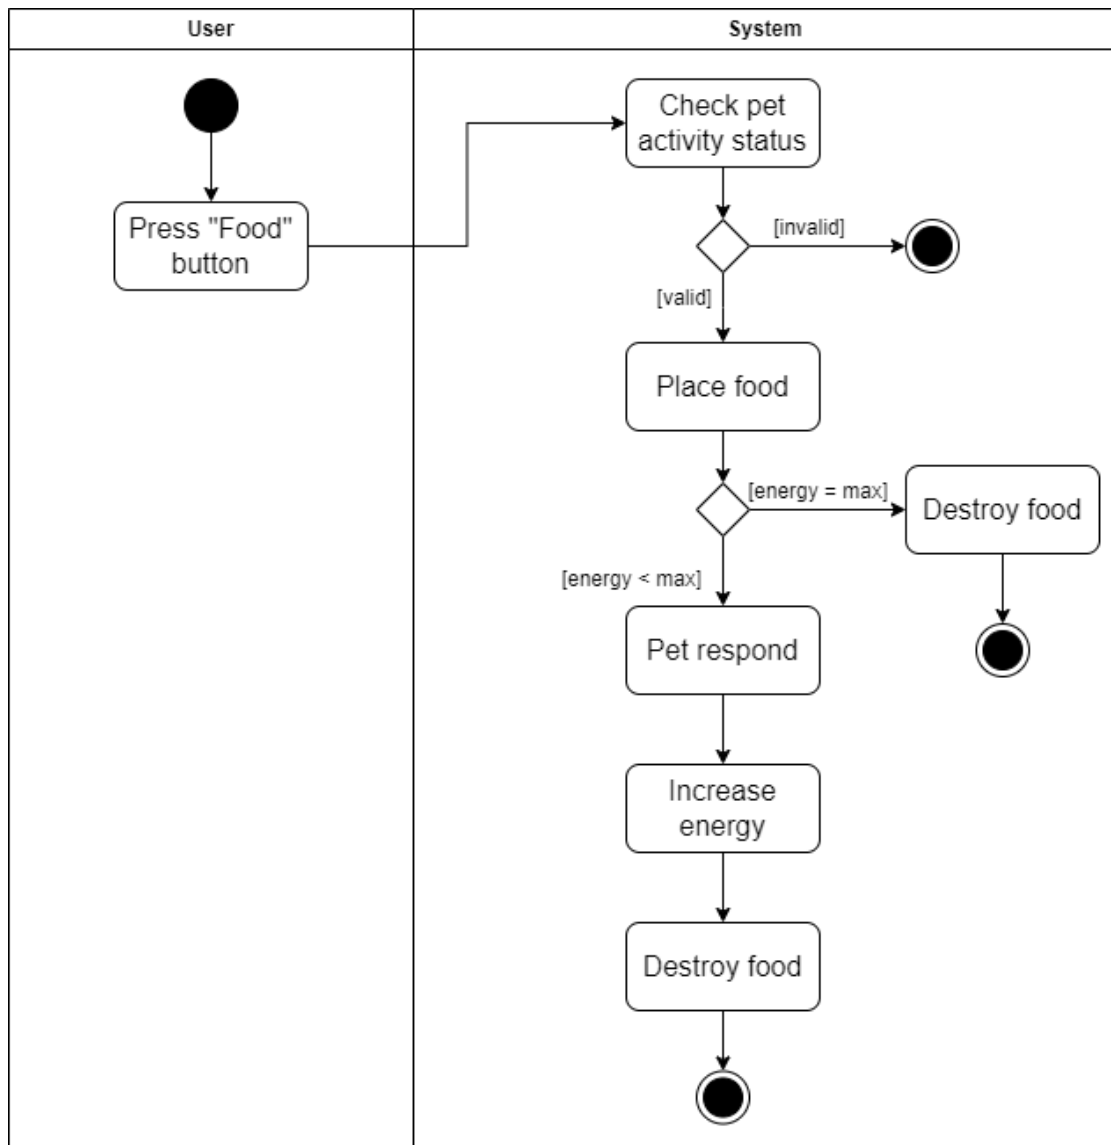 User
System
Check pet
activity status
Press "Food"
button
[invalid]
[valid]
Place food
[energy = max]
Destroy food
[energy < max]
Pet respond
Increase
energy
Destroy food